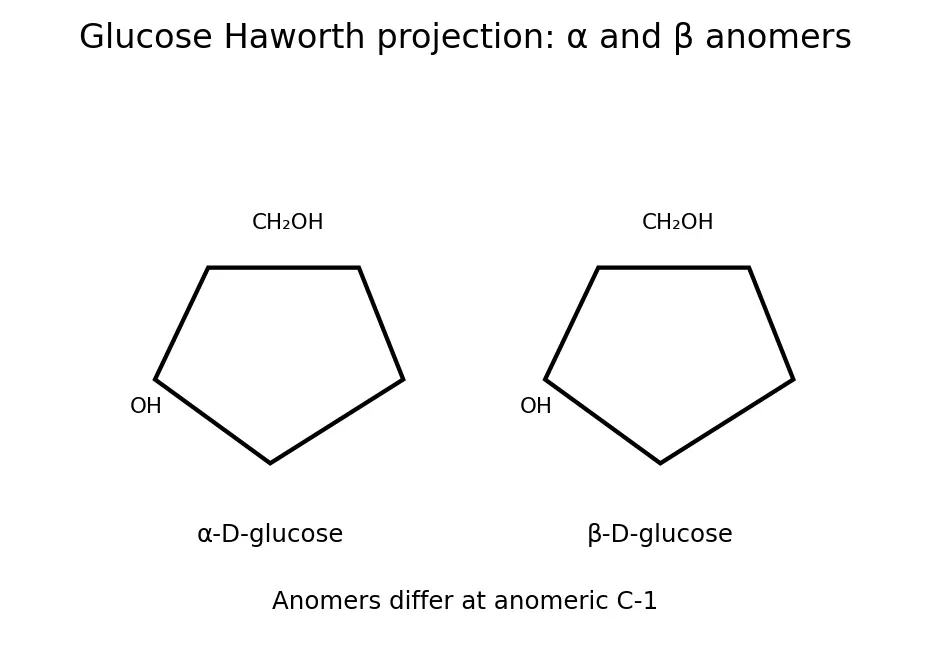 Glucose Haworth projection: α and β anomers
CH₂OH
CH₂OH
OH
OH
α-D-glucose
β-D-glucose
Anomers differ at anomeric C-1